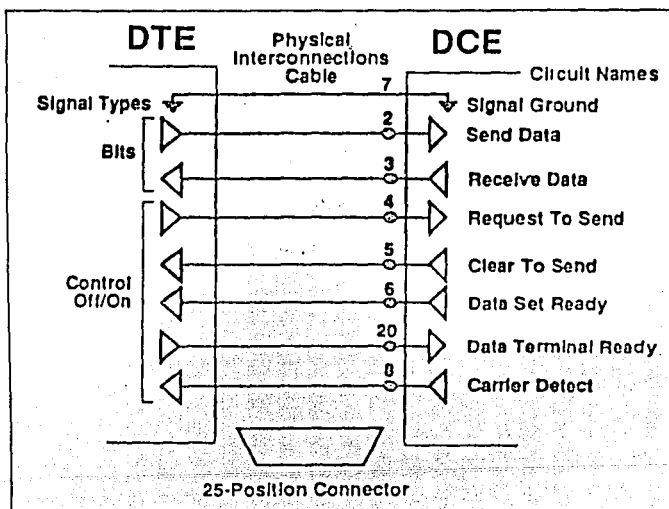 DTE
Physical
Interconnections
Cable
DCE
Circuit Names
7
Signal Types
Signal Ground
Bits
2
Send Data
3
Receive Data
4
Request To Send
5
Clear To Send
Control
Off/On
6
Data Set Ready
20
Data Terminal Ready
8
Carrier Detect
25-Position Connector